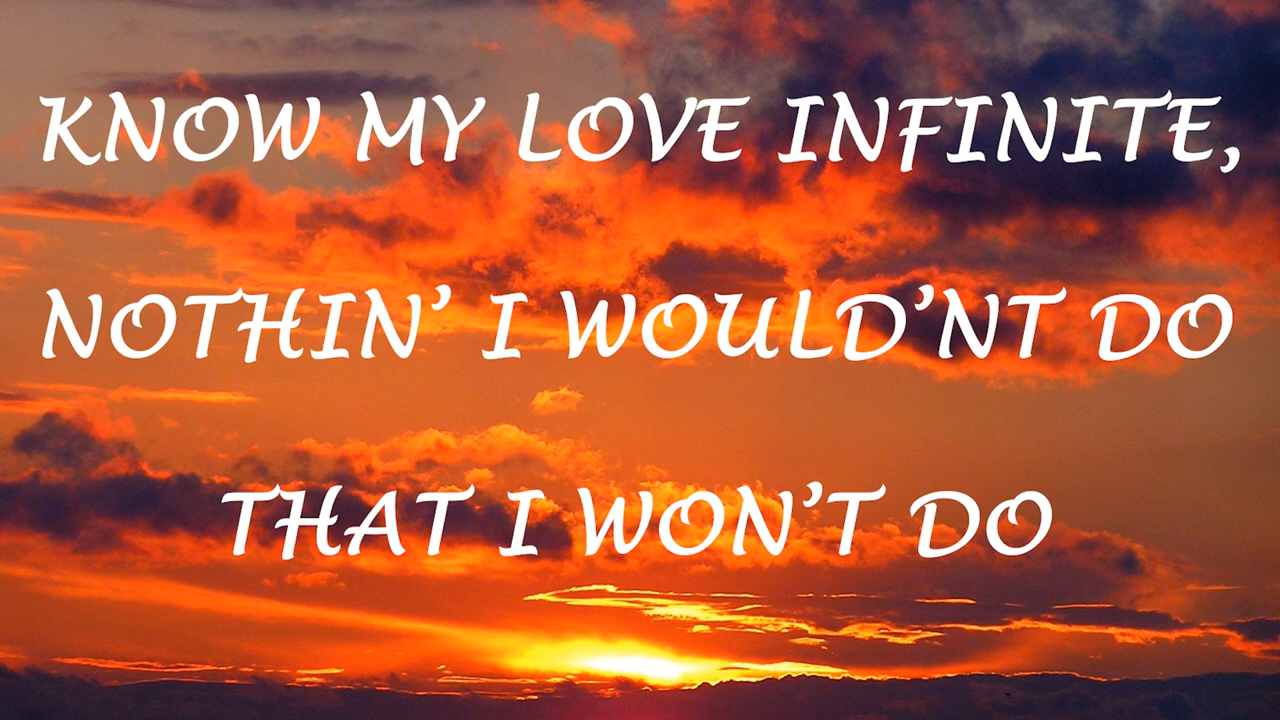 KNOW MY LOVE INFINITE,
NOTHIN’ I WOULD’NT DO
THAT I WON’T DO